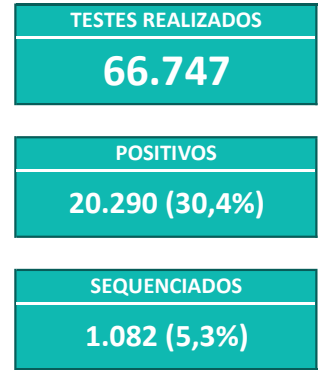 TESTES REALIZADOS
66.747
POSITIVOS
20.290 (30,4%)
SEQUENCIADOS
1.082 (5,3%)